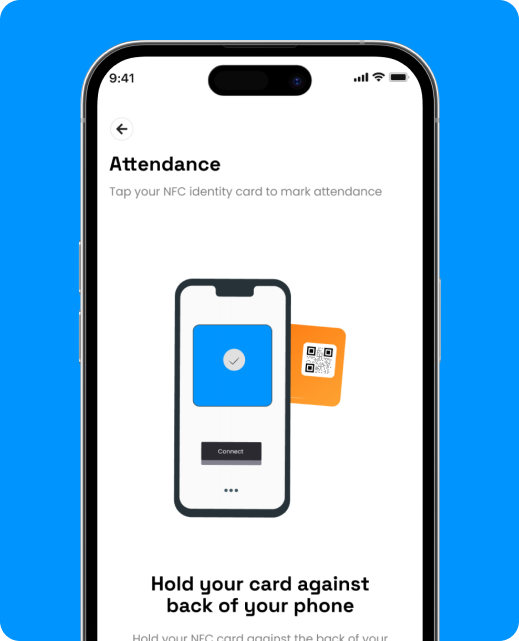 9:41
Attendance
Tap your NFC identity card to mark attendance
Connect
Hold your card against
back of your phone
Hold your NFC card against the back of your